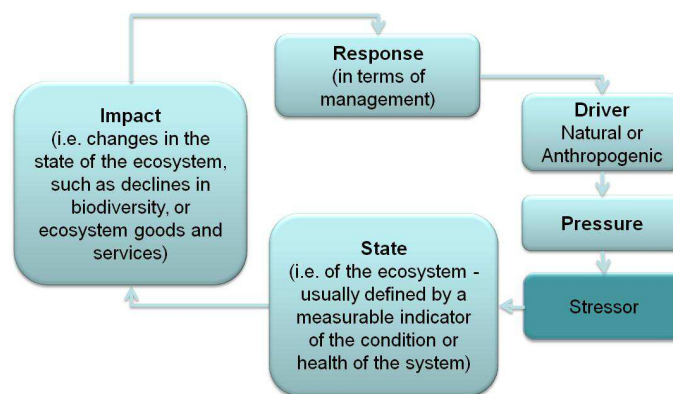 Response
(in terms of
management)
Impact
(i.e. changes in the
state of the ecosystem,
such as declines in
biodiversity, or
ecosystem goods and
services)
Driver
Natural or
Anthropogenic
Pressure
Stressor
State
(i.e. of the ecosystem -
usually defined by a
measurable indicator
of the condition or
health of the system)